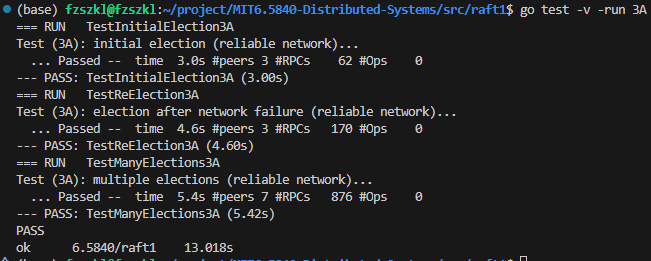 (base) fzszkl@fzszkl:~/project/MIT6.5840-Distributed-Systems/src/raft1$ go test -v -run 3A
=== RUN   TestInitialElection3A
Test (3A): initial election (reliable network)...
  ... Passed --  time  3.0s #peers 3 #RPCs    62 #Ops    0
--- PASS: TestInitialElection3A (3.00s)
=== RUN   TestReElection3A
Test (3A): election after network failure (reliable network)...
  ... Passed --  time  4.6s #peers 3 #RPCs   170 #Ops    0
--- PASS: TestReElection3A (4.60s)
=== RUN   TestManyElections3A
Test (3A): multiple elections (reliable network)...
  ... Passed --  time  5.4s #peers 7 #RPCs   876 #Ops    0
--- PASS: TestManyElections3A (5.42s)
PASS
ok      6.5840/raft1    13.018s